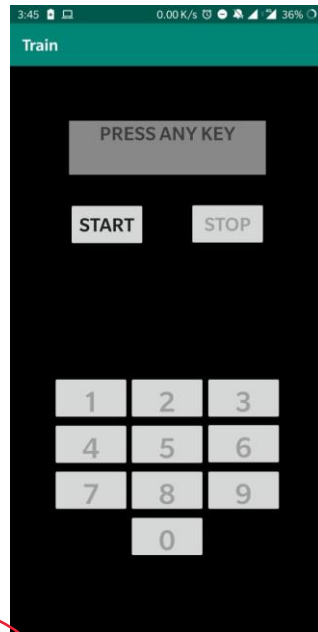 3:45 0.00 K/s 36%
Train
PRESS ANY KEY
START STOP
1 2 3
4 5 6
7 8 9
0